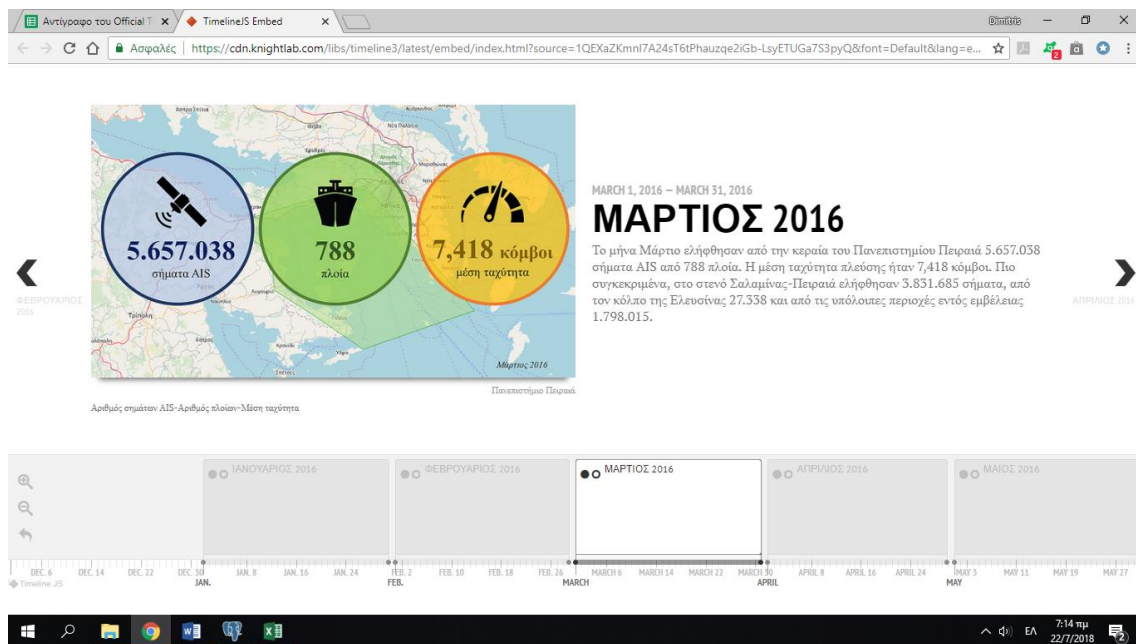 Αντίγραφο του Official T
TimelineJS Embed
Dimitris
Ασφαλές
https://cdn.knightlab.com/libs/timeline3/latest/embed/index.html?source=1QEXaZKmnI7A24sT6tPhauzqe2iGb-LsyETUGa7S3pyQ&font=Default&lang=e...
5.657.038
σήματα AIS
788
πλοία
7,418 κόμβοι
μέση ταχύτητα
Τρίπολη
Μάρτιος 2016
Πανεπιστήμιο Πειραιά
Αριθμός σημάτων AIS-Αριθμός πλοίων-Μέση ταχύτητα
MARCH 1, 2016 — MARCH 31, 2016
ΜΑΡΤΙΟΣ 2016
Το μήνα Μάρτιο ελήφθησαν από την κεραία του Πανεπιστημίου Πειραιά 5.657.038
σήματα AIS από 788 πλοία. Η μέση ταχύτητα πλεύσης ήταν 7,418 κόμβοι. Πιο
συγκεκριμένα, στο στενό Σαλαμίνας-Πειραιά ελήφθησαν 3.831.685 σήματα, από
τον κόλπο της Ελευσίνας 27.338 και από τις υπόλοιπες περιοχές εντός εμβέλειας
1.798.015.
ΦΕΒΡΟΥΑΡΙΟΣ
2016
ΑΠΡΙΛΙΟΣ 2016
ΙΑΝΟΥΑΡΙΟΣ 2016
ΦΕΒΡΟΥΑΡΙΟΣ 2016
ΜΑΡΤΙΟΣ 2016
ΑΠΡΙΛΙΟΣ 2016
ΜΑΙΟΣ 2016
DEC. 6 DEC. 14 DEC. 22 DEC. 30 JAN. 8 JAN. 16 JAN. 24 FEB. 2 FEB. 10 FEB. 18 FEB. 26 MARCH 6 MARCH 14 MARCH 22 MARCH 30 APRIL 8 APRIL 16 APRIL 24 MAY 3 MAY 11 MAY 19 MAY 27
Timeline JS
JAN. FEB. MARCH APRIL MAY
ΕΛ
7:14 πμ
22/7/2018
2